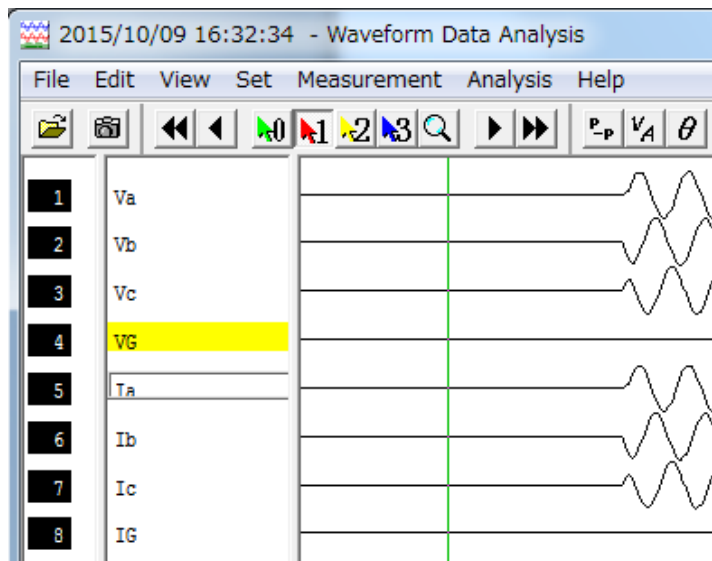 2015/10/09 16:32:34 - Waveform Data Analysis
File Edit View Set Measurement Analysis Help
0 1 2 3 P-P V/A θ
1 Va
2 Vb
3 Vc
4 VG
5 Ia
6 Ib
7 Ic
8 IG